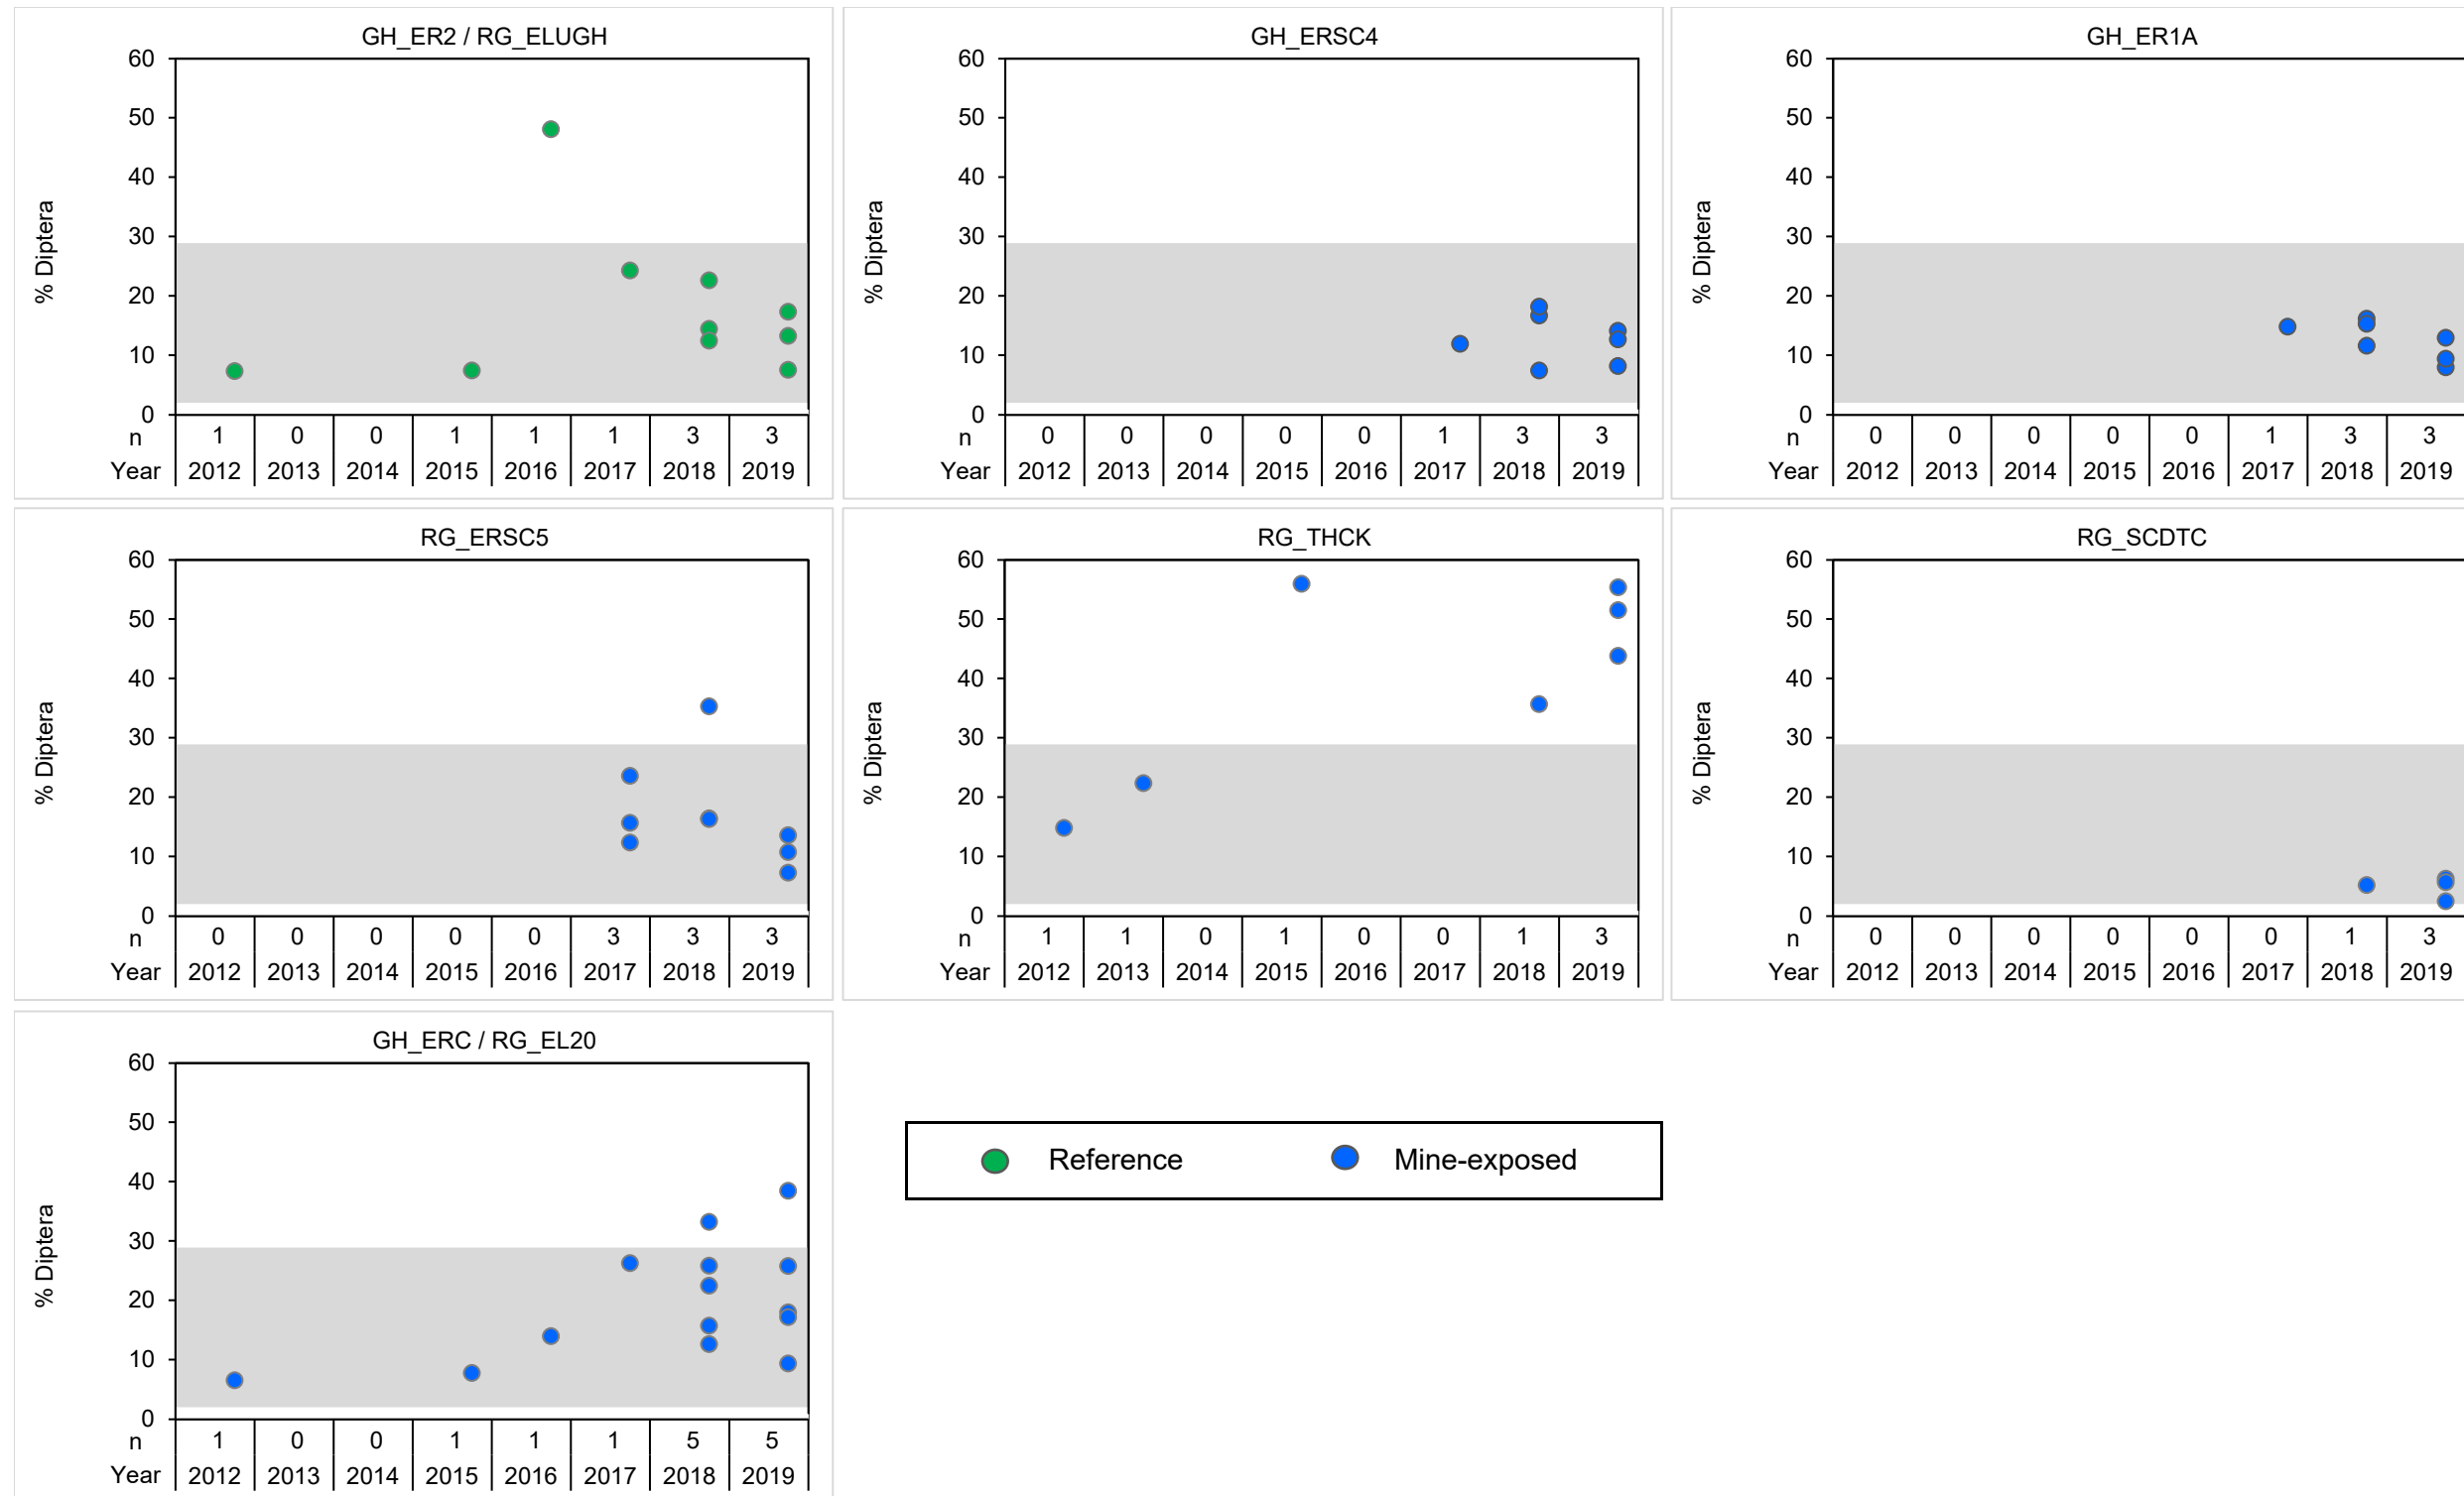 GH_ER2 / RG_ELUGH
60
50
40
30
20
10
0
% Diptera
n 1 0 0 1 1 1 3 3
Year 2012 2013 2014 2015 2016 2017 2018 2019
GH_ERSC4
60
50
40
30
20
10
0
% Diptera
n 0 0 0 0 0 1 3 3
Year 2012 2013 2014 2015 2016 2017 2018 2019
GH_ER1A
60
50
40
30
20
10
0
% Diptera
n 0 0 0 0 0 1 3 3
Year 2012 2013 2014 2015 2016 2017 2018 2019
RG_ERSC5
60
50
40
30
20
10
0
% Diptera
n 0 0 0 0 0 3 3 3
Year 2012 2013 2014 2015 2016 2017 2018 2019
RG_THCK
60
50
40
30
20
10
0
% Diptera
n 1 1 0 1 0 0 1 3
Year 2012 2013 2014 2015 2016 2017 2018 2019
RG_SCDTC
60
50
40
30
20
10
0
% Diptera
n 0 0 0 0 0 0 1 3
Year 2012 2013 2014 2015 2016 2017 2018 2019
GH_ERC / RG_EL20
60
50
40
30
20
10
0
% Diptera
n 1 0 0 1 1 1 5 5
Year 2012 2013 2014 2015 2016 2017 2018 2019
Reference Mine-exposed